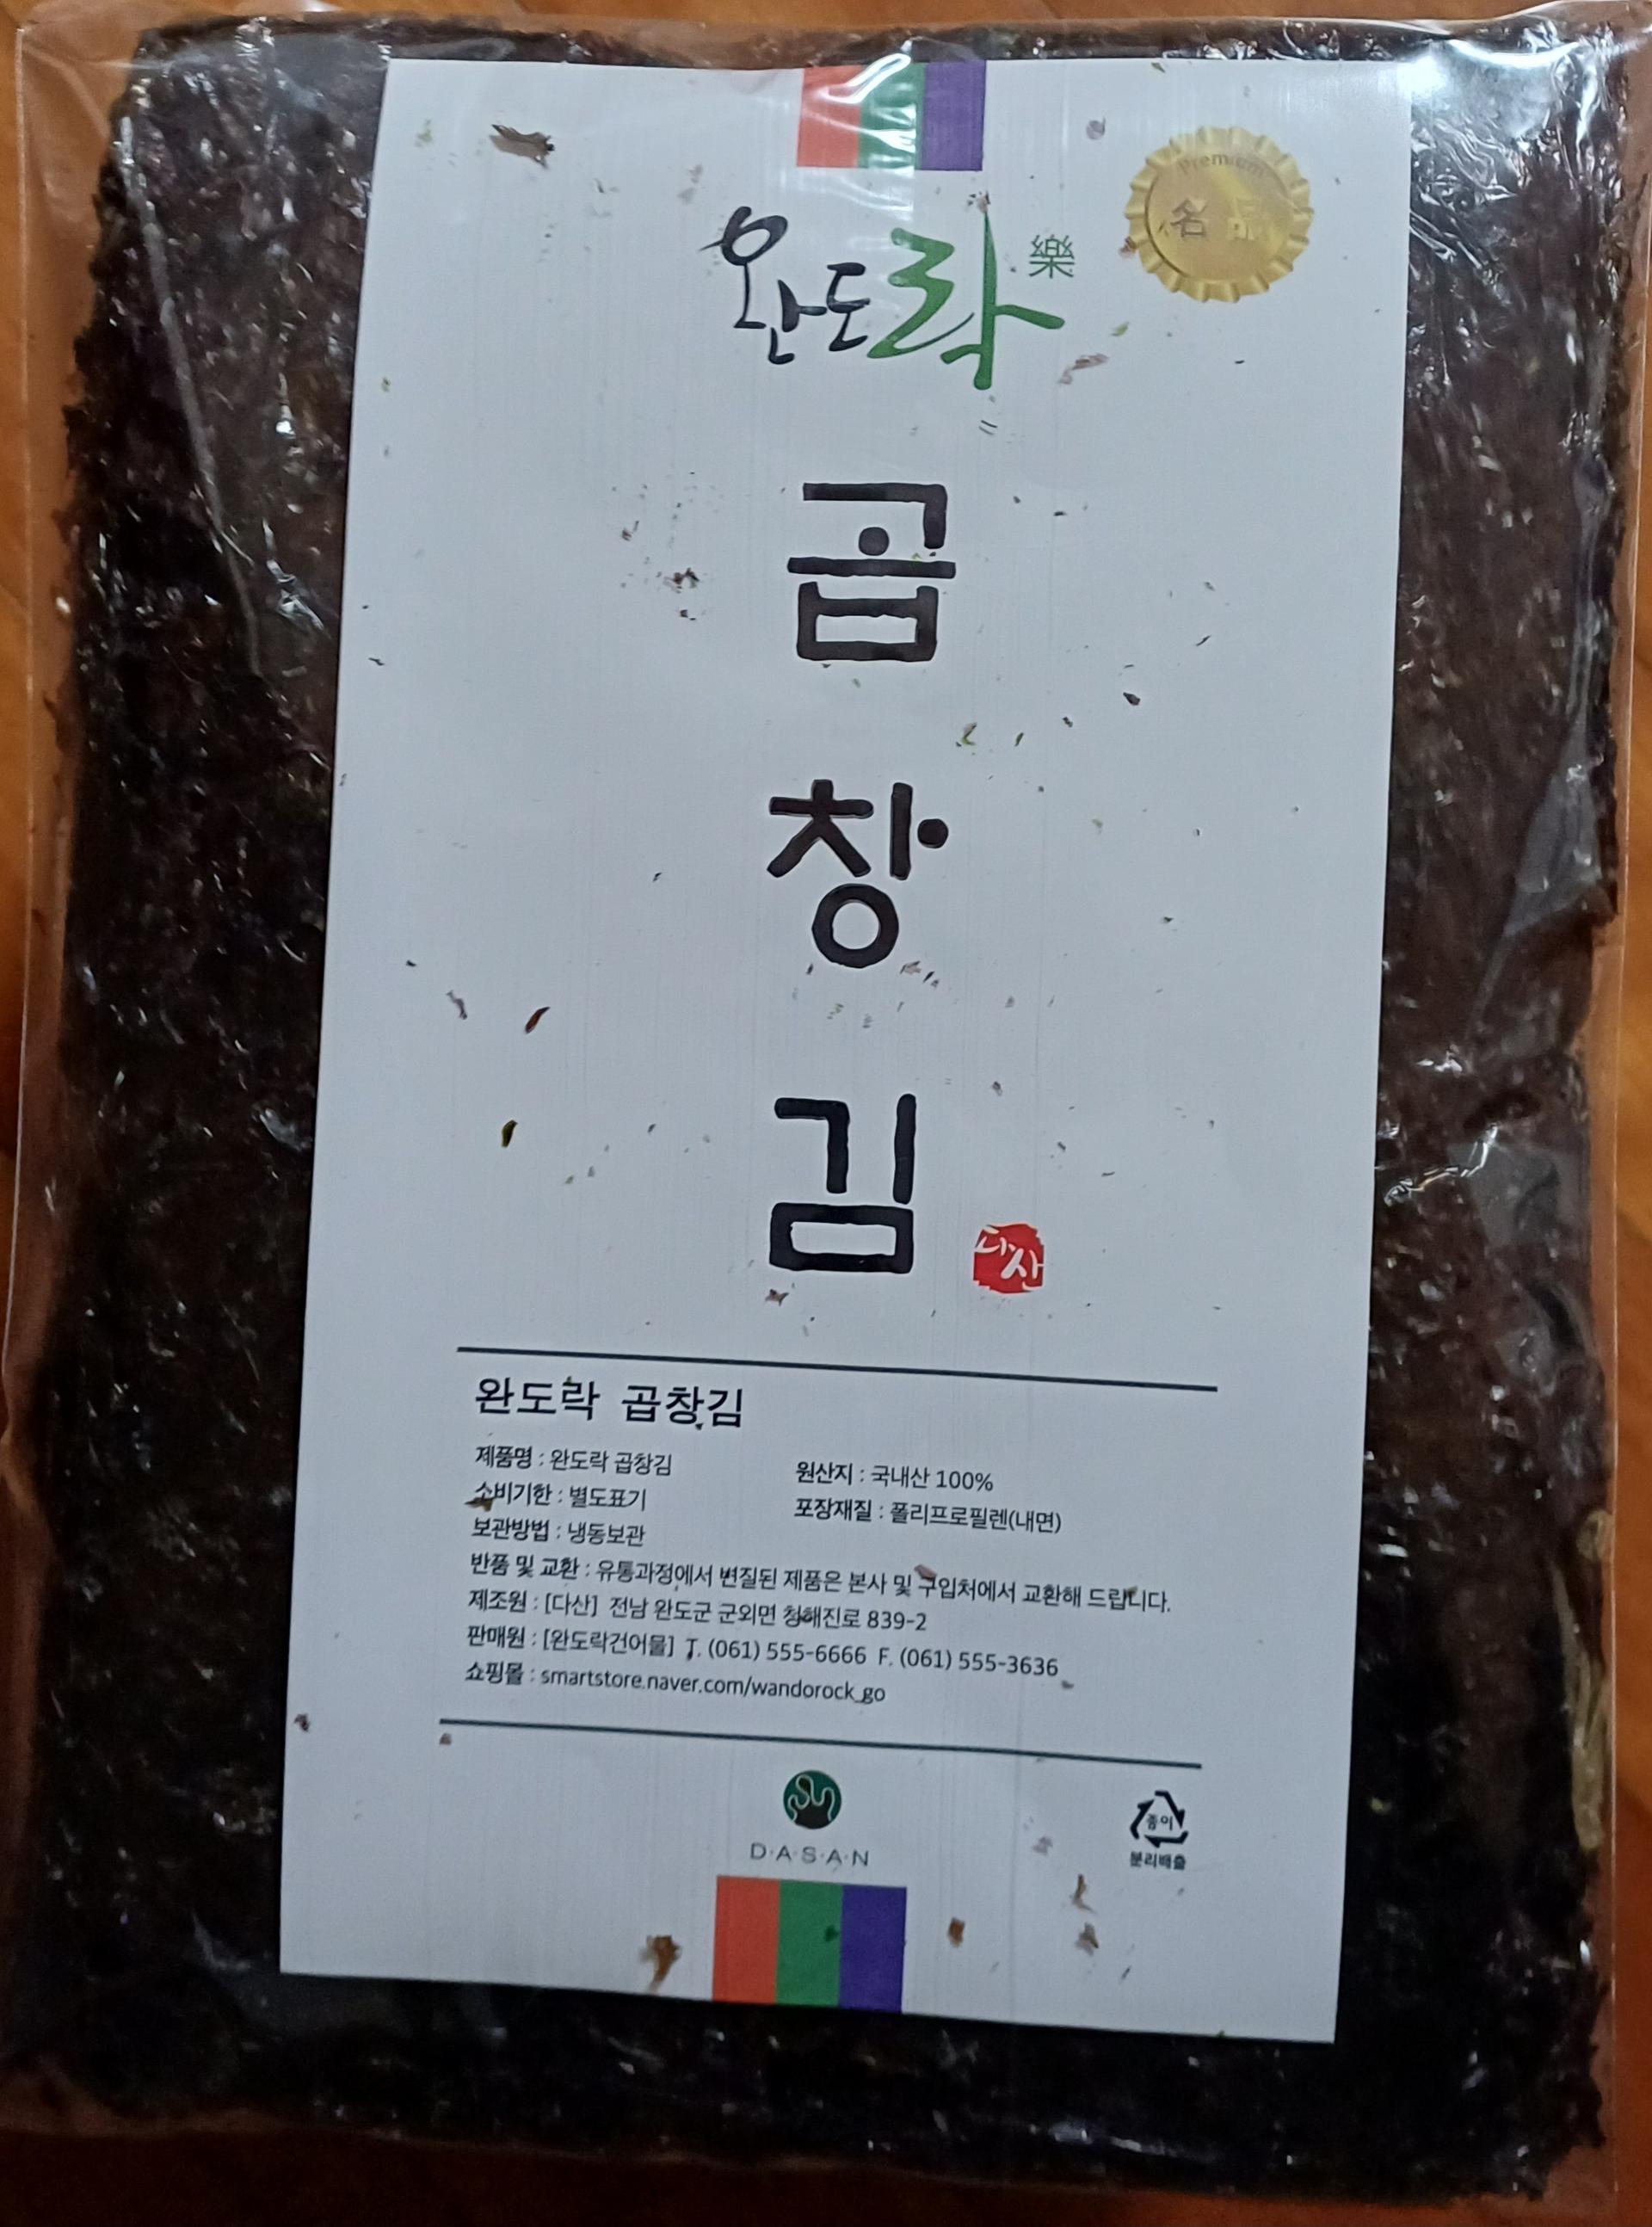 Premium
名品
완도락 樂
곱
창
김
다산
완도락 곱창김
제품명 : 완도락 곱창김
원산지 : 국내산 100%
소비기한 : 별도표기
포장재질 : 폴리프로필렌(내면)
보관방법 : 냉동보관
반품 및 교환 : 유통과정에서 변질된 제품은 본사 및 구입처에서 교환해 드립니다.
제조원 : [다산] 전남 완도군 군외면 청해진로 839-2
판매원 : [완도락건어물] T. (061) 555-6666 F. (061) 555-3636
쇼핑몰 : smartstore.naver.com/wandorock_go
D·A·S·A·N
종이
분리배출